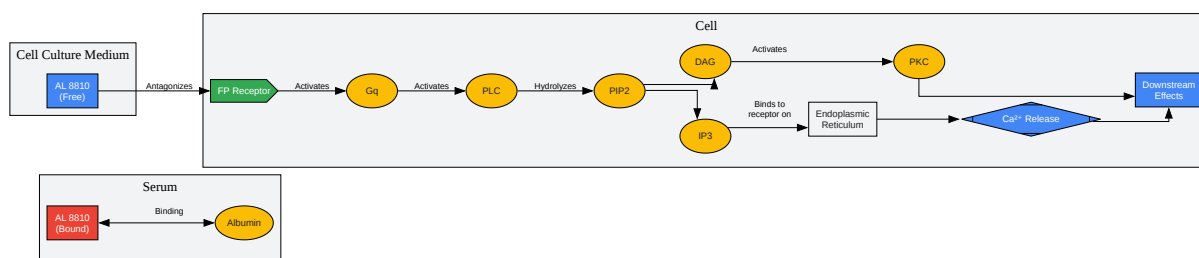 Cell
Cell Culture Medium
AL 8810
(Free)
Antagonizes
FP Receptor
Activates
Gq
Activates
PLC
Hydrolyzes
PIP2
DAG
Activates
PKC
IP3
Binds to
receptor on
Endoplasmic
Reticulum
Ca²⁺ Release
Downstream
Effects
Serum
AL 8810
(Bound)
Binding
Albumin